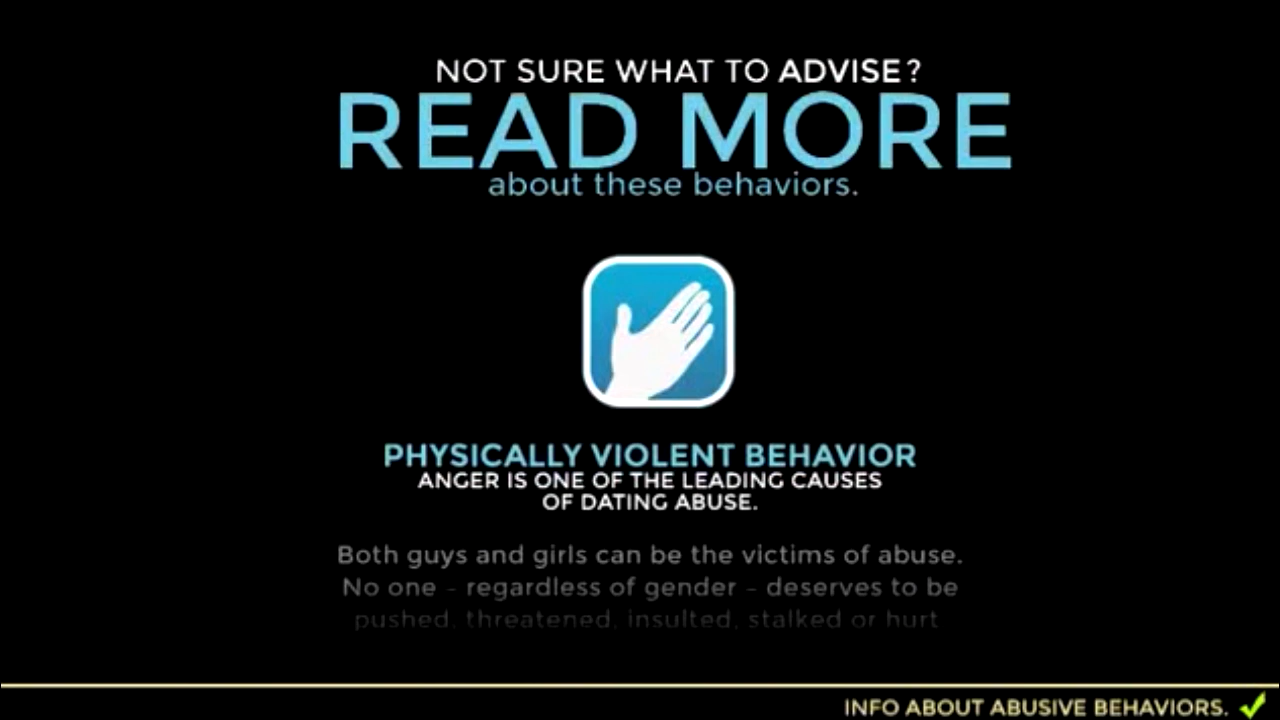 NOT SURE WHAT TO ADVISE?
READ MORE
about these behaviors.
PHYSICALLY VIOLENT BEHAVIOR
ANGER IS ONE OF THE LEADING CAUSES
OF DATING ABUSE.
Both guys and girls can be the victims of abuse.
No one - regardless of gender - deserves to be
pushed, threatened, insulted, stalked or hurt
INFO ABOUT ABUSIVE BEHAVIORS.